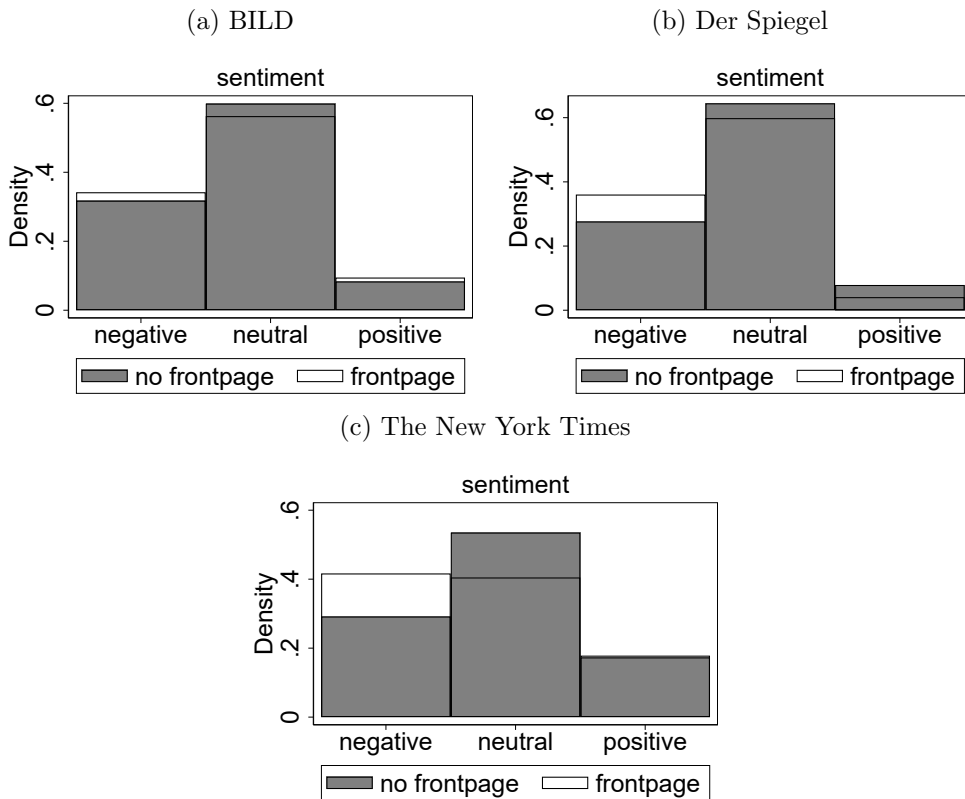 (a) BILD
sentiment
Density
0
.2
.4
.6
negative neutral positive
no frontpage frontpage
(b) Der Spiegel
sentiment
Density
0
.2
.4
.6
negative neutral positive
no frontpage frontpage
(c) The New York Times
sentiment
Density
0
.2
.4
.6
negative neutral positive
no frontpage frontpage